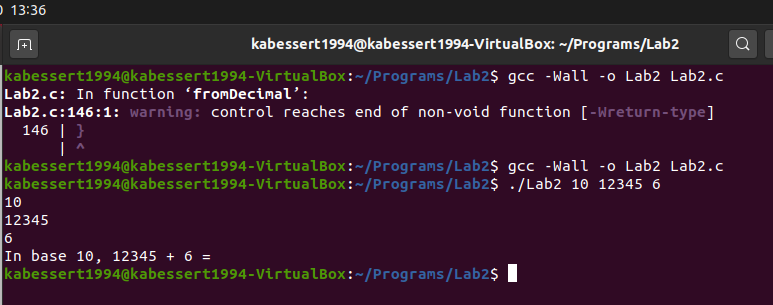 13:36
kabessert1994@kabessert1994-VirtualBox: ~/Programs/Lab2
kabessert1994@kabessert1994-VirtualBox:~/Programs/Lab2$ gcc -Wall -o Lab2 Lab2.c
Lab2.c: In function ‘fromDecimal’:
Lab2.c:146:1: warning: control reaches end of non-void function [-Wreturn-type]
  146 | }
      | ^
kabessert1994@kabessert1994-VirtualBox:~/Programs/Lab2$ gcc -Wall -o Lab2 Lab2.c
kabessert1994@kabessert1994-VirtualBox:~/Programs/Lab2$ ./Lab2 10 12345 6
10
12345
6
In base 10, 12345 + 6 =
kabessert1994@kabessert1994-VirtualBox:~/Programs/Lab2$